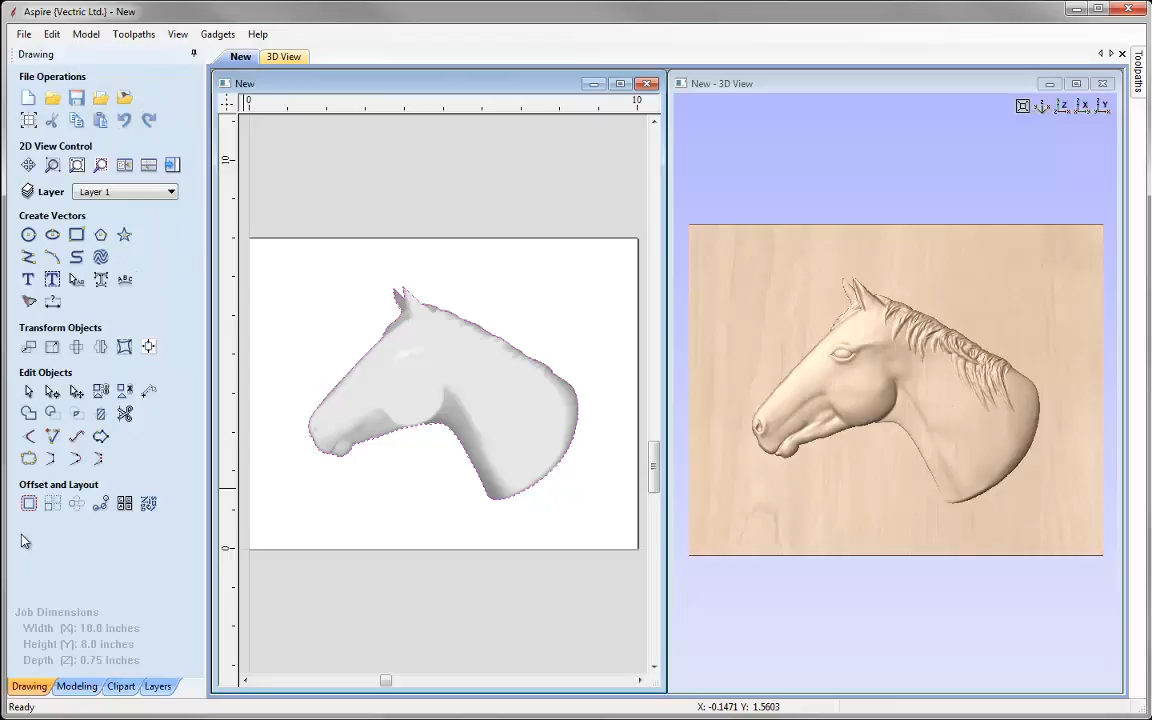 Aspire {Vectric Ltd.} - New
File Edit Model Toolpaths View Gadgets Help
Drawing
New 3D View
Toolpaths
File Operations
2D View Control
Layer Layer 1
Create Vectors
Transform Objects
Edit Objects
Offset and Layout
New
0 10
10
0
New - 3D View
Z X Y
Job Dimensions
Width (X): 10.0 inches
Height (Y): 8.0 inches
Depth (Z): 0.75 inches
Drawing Modeling Clipart Layers
Ready
X: -0.1471 Y: 1.5603